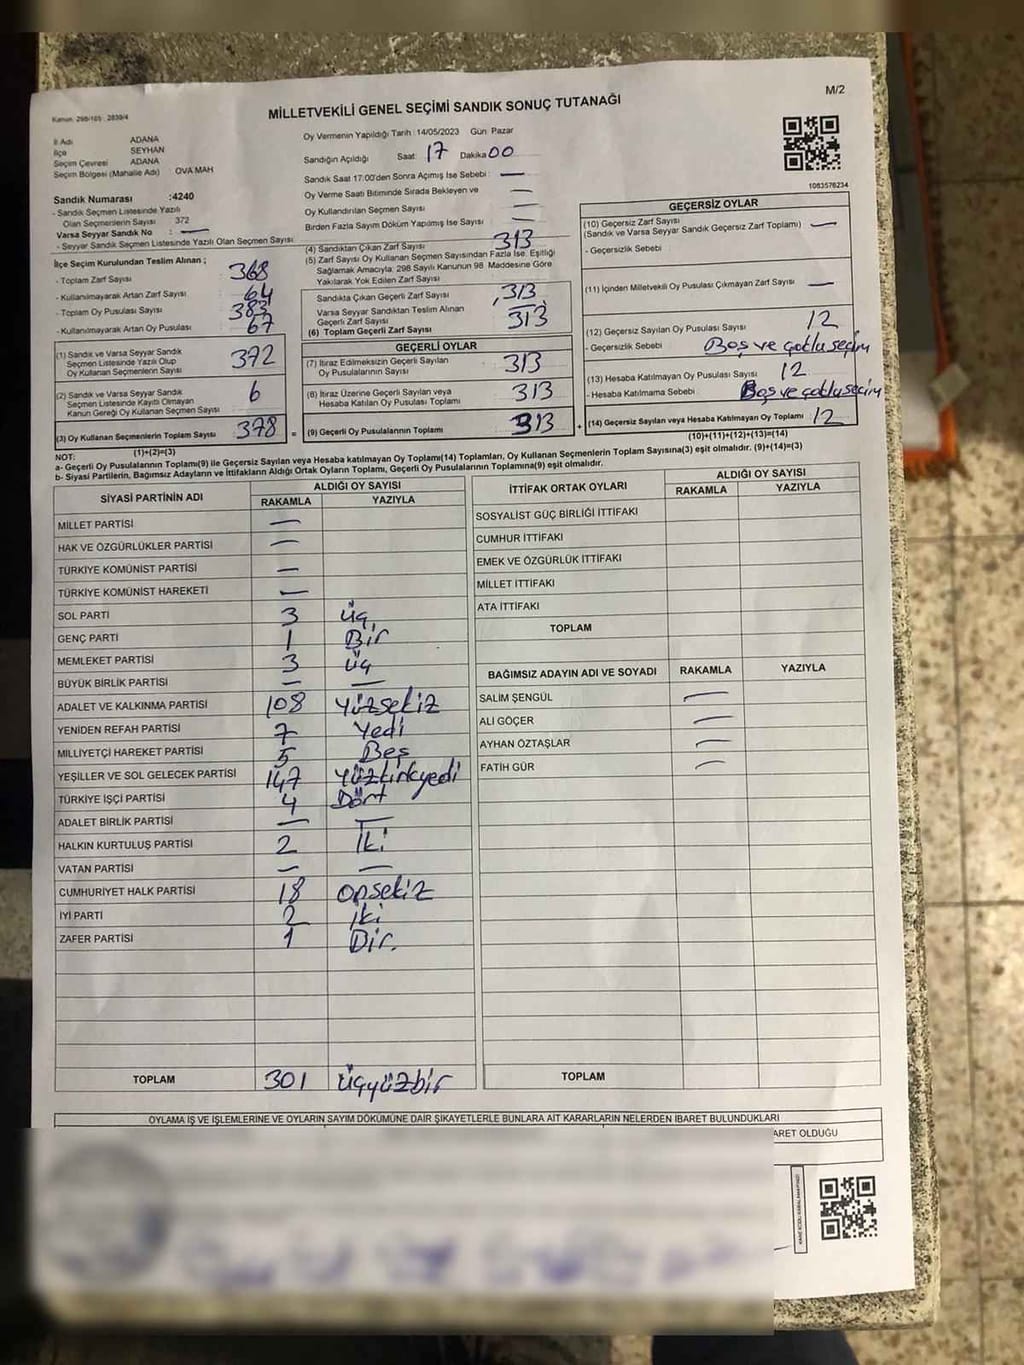 Kanun: 298/105 , 2839/4
MİLLETVEKİLİ GENEL SEÇİMİ SANDIK SONUÇ TUTANAĞI
M/2
İl Adı ADANA
İlçe SEYHAN
Seçim Çevresi ADANA
Seçim Bölgesi (Mahalle Adı) OVA MAH
Sandık Numarası :4240
- Sandık Seçmen Listesinde Yazılı
Olan Seçmenlerin Sayısı 372
Varsa Seyyar Sandık No : —
- Seyyar Sandık Seçmen Listesinde Yazılı Olan Seçmen Sayısı
Oy Vermenin Yapıldığı Tarih : 14/05/2023 Gün: Pazar
Sandığın Açıldığı Saat: 17 Dakika 00
Sandık Saat 17:00'den Sonra Açımış İse Sebebi : —
Oy Verme Saati Bitiminde Sırada Bekleyen ve —
Oy Kullandırılan Seçmen Sayısı —
Birden Fazla Sayım Döküm Yapılmış İse Sayısı —
1083576234
İlçe Seçim Kurulundan Teslim Alınan ;
- Toplam Zarf Sayısı 368
- Kullanılmayarak Artan Zarf Sayısı 64
- Toplam Oy Pusulası Sayısı 383
- Kullanılmayarak Artan Oy Pusulası 67
(4) Sandıktan Çıkan Zarf Sayısı 313
(5) Zarf Sayısı Oy Kullanan Seçmen Sayısından Fazla İse; Eşitliği
Sağlamak Amacıyla; 298 Sayılı Kanunun 98. Maddesine Göre
Yakılarak Yok Edilen Zarf Sayısı
Sandıkta Çıkan Geçerli Zarf Sayısı 313
Varsa Seyyar Sandıktan Teslim Alınan
Geçerli Zarf Sayısı
(6) Toplam Geçerli Zarf Sayısı 313
GEÇERSİZ OYLAR
(10) Geçersiz Zarf Sayısı
(Sandık ve Varsa Seyyar Sandık Geçersiz Zarf Toplamı) —
- Geçersizlik Sebebi
(11) İçinden Milletvekili Oy Pusulası Çıkmayan Zarf Sayısı —
(12) Geçersiz Sayılan Oy Pusulası Sayısı 12
- Geçersizlik Sebebi Boş ve çoklu seçim
(13) Hesaba Katılmayan Oy Pusulası Sayısı 12
- Hesaba Katılmama Sebebi Boş ve çoklu seçim
(14) Geçersiz Sayılan veya Hesaba Katılmayan Oy Toplamı 12
(10)+(11)+(12)+(13)=(14)
(1) Sandık ve Varsa Seyyar Sandık
Seçmen Listesinde Yazılı Olup
Oy Kullanan Seçmenlerin Sayısı 372
(2) Sandık ve Varsa Seyyar Sandık
Seçmen Listesinde Kayıtlı Olmayan
Kanun Gereği Oy Kullanan Seçmen Sayısı 6
(3) Oy Kullanan Seçmenlerin Toplam Sayısı 378 =
(1)+(2)=(3)
GEÇERLİ OYLAR
(7) İtiraz Edilmeksizin Geçerli Sayılan
Oy Pusulalarının Sayısı 313
(8) İtiraz Üzerine Geçerli Sayılan veya
Hesaba Katılan Oy Pusulası Toplamı 313
(9) Geçerli Oy Pusulalarının Toplamı 313 +
NOT:
a- Geçerli Oy Pusulalarının Toplamı(9) ile Geçersiz Sayılan veya Hesaba Katılmayan Oy Toplamı(14) Toplamları, Oy Kullanan Seçmenlerin Toplam Sayısına(3) eşit olmalıdır. (9)+(14)=(3)
b- Siyasi Partilerin, Bağımsız Adayların ve İttifakların Aldığı Ortak Oyların Toplamı, Geçerli Oy Pusulalarının Toplamına(9) eşit olmalıdır.
SİYASİ PARTİNİN ADI ALDIĞI OY SAYISI
RAKAMLA YAZIYLA
MİLLET PARTİSİ —
HAK VE ÖZGÜRLÜKLER PARTİSİ —
TÜRKİYE KOMÜNİST PARTİSİ —
TÜRKİYE KOMÜNİST HAREKETİ —
SOL PARTİ 3 üç
GENÇ PARTİ 1 Bir
MEMLEKET PARTİSİ 3 üç
BÜYÜK BİRLİK PARTİSİ — —
ADALET VE KALKINMA PARTİSİ 108 Yüzsekiz
YENİDEN REFAH PARTİSİ 7 Yedi
MİLLİYETÇİ HAREKET PARTİSİ 5 Beş
YEŞİLLER VE SOL GELECEK PARTİSİ 147 Yüzkırkyedi
TÜRKİYE İŞÇİ PARTİSİ 4 Dört
ADALET BİRLİK PARTİSİ — —
HALKIN KURTULUŞ PARTİSİ 2 İki
VATAN PARTİSİ — —
CUMHURİYET HALK PARTİSİ 18 onsekiz
İYİ PARTİ 2 iki
ZAFER PARTİSİ 1 Bir.
TOPLAM 301 üçyüzbir
İTTİFAK ORTAK OYLARI ALDIĞI OY SAYISI
RAKAMLA YAZIYLA
SOSYALİST GÜÇ BİRLİĞİ İTTİFAKI
CUMHUR İTTİFAKI
EMEK VE ÖZGÜRLÜK İTTİFAKI
MİLLET İTTİFAKI
ATA İTTİFAKI
TOPLAM
BAĞIMSIZ ADAYIN ADI VE SOYADI RAKAMLA YAZIYLA
SALİM ŞENGÜL —
ALİ GÖÇER —
AYHAN ÖZTAŞLAR —
FATİH GÜR —
TOPLAM
OYLAMA İŞ VE İŞLEMLERİNE VE OYLARIN SAYIM DÖKÜMÜNE DAİR ŞİKAYETLERLE BUNLARA AİT KARARLARIN NELERDEN İBARET BULUNDUKLARI
ARET OLDUĞU